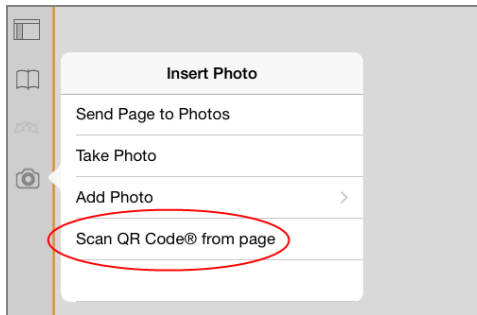 Insert Photo
Send Page to Photos
Take Photo
Add Photo
Scan QR Code® from page